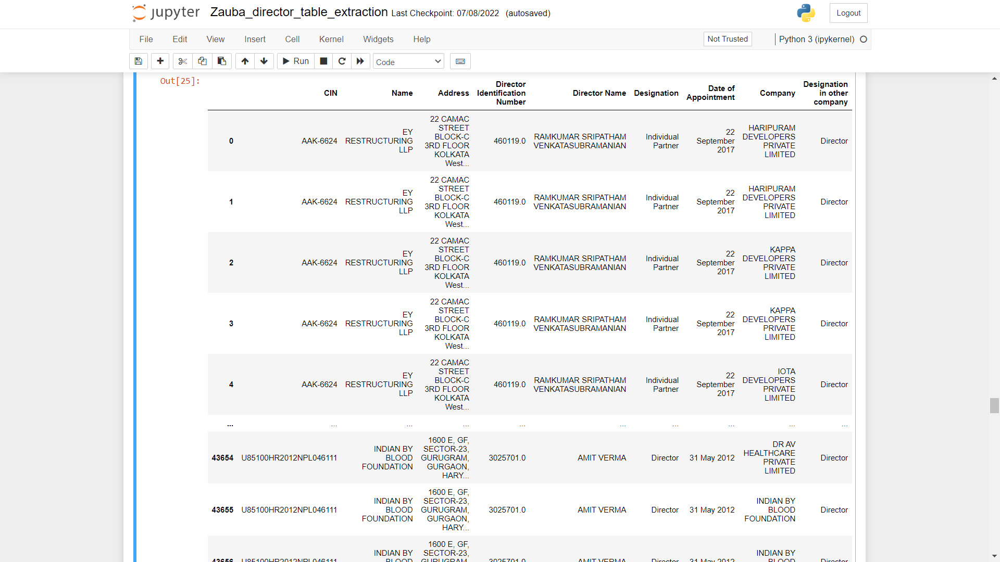 jupyter Zauba_director_table_extraction Last Checkpoint: 07/08/2022 (autosaved) Logout
File Edit View Insert Cell Kernel Widgets Help Not Trusted Python 3 (ipykernel)
Run Code
Out[25]:
CIN Name Address Director Identification Number Director Name Designation Date of Appointment Company Designation in other company
0 AAK-6624 EY RESTRUCTURING LLP 22 CAMAC STREET BLOCK-C 3RD FLOOR KOLKATA West... 460119.0 RAMKUMAR SRIPATHAM VENKATASUBRAMANIAN Individual Partner 22 September 2017 HARIPURAM DEVELOPERS PRIVATE LIMITED Director
1 AAK-6624 EY RESTRUCTURING LLP 22 CAMAC STREET BLOCK-C 3RD FLOOR KOLKATA West... 460119.0 RAMKUMAR SRIPATHAM VENKATASUBRAMANIAN Individual Partner 22 September 2017 HARIPURAM DEVELOPERS PRIVATE LIMITED Director
2 AAK-6624 EY RESTRUCTURING LLP 22 CAMAC STREET BLOCK-C 3RD FLOOR KOLKATA West... 460119.0 RAMKUMAR SRIPATHAM VENKATASUBRAMANIAN Individual Partner 22 September 2017 KAPPA DEVELOPERS PRIVATE LIMITED Director
3 AAK-6624 EY RESTRUCTURING LLP 22 CAMAC STREET BLOCK-C 3RD FLOOR KOLKATA West... 460119.0 RAMKUMAR SRIPATHAM VENKATASUBRAMANIAN Individual Partner 22 September 2017 KAPPA DEVELOPERS PRIVATE LIMITED Director
4 AAK-6624 EY RESTRUCTURING LLP 22 CAMAC STREET BLOCK-C 3RD FLOOR KOLKATA West... 460119.0 RAMKUMAR SRIPATHAM VENKATASUBRAMANIAN Individual Partner 22 September 2017 IOTA DEVELOPERS PRIVATE LIMITED Director
... ... ... ... ... ... ... ... ... ...
43654 U85100HR2012NPL046111 INDIAN BY BLOOD FOUNDATION 1600 E, GF, SECTOR-23, GURUGRAM, GURGAON, HARY... 3025701.0 AMIT VERMA Director 31 May 2012 DR AV HEALTHCARE PRIVATE LIMITED Director
43655 U85100HR2012NPL046111 INDIAN BY BLOOD FOUNDATION 1600 E, GF, SECTOR-23, GURUGRAM, GURGAON, HARY... 3025701.0 AMIT VERMA Director 31 May 2012 INDIAN BY BLOOD FOUNDATION Director
43656 U85100HR2012NPL046111 INDIAN BY BLOOD 1600 E, GF, SECTOR-23, GURUGRAM, 3025701.0 AMIT VERMA Director 31 May 2012 INDIAN BY BLOOD Director